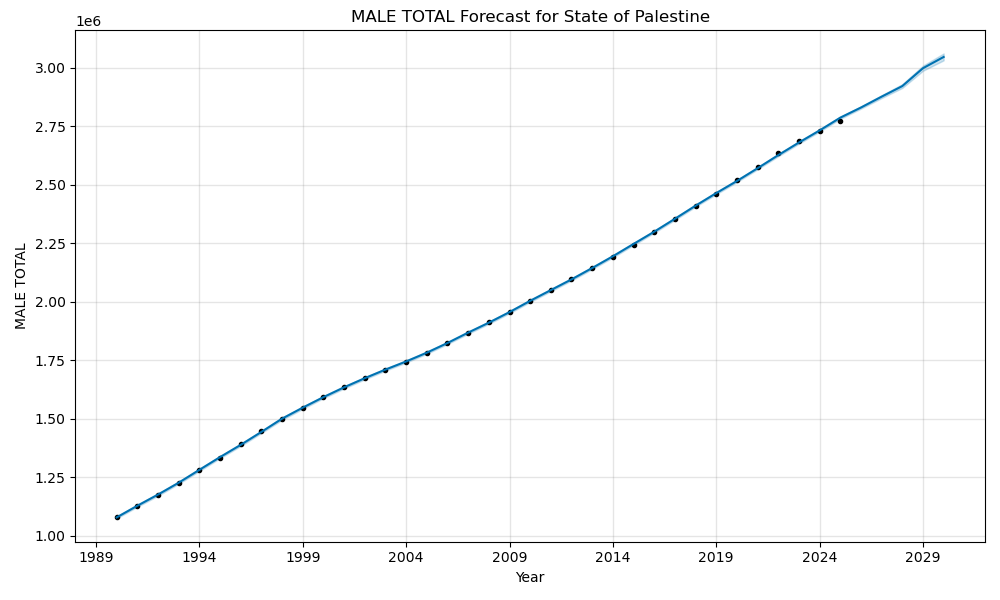 MALE TOTAL Forecast for State of Palestine
1e6
3.00
2.75
2.50
2.25
2.00
1.75
1.50
1.25
1.00
MALE TOTAL
1989 1994 1999 2004 2009 2014 2019 2024 2029
Year